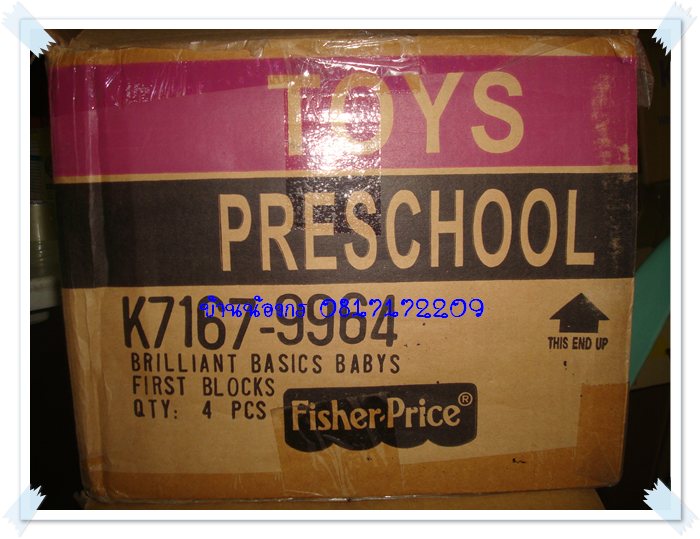 TOYS
PRESCHOOL
K7167-9964
บ้านน้องกร 0817172209
THIS END UP
BRILLIANT BASICS BABYS
FIRST BLOCKS
QTY: 4 PCS
Fisher-Price®